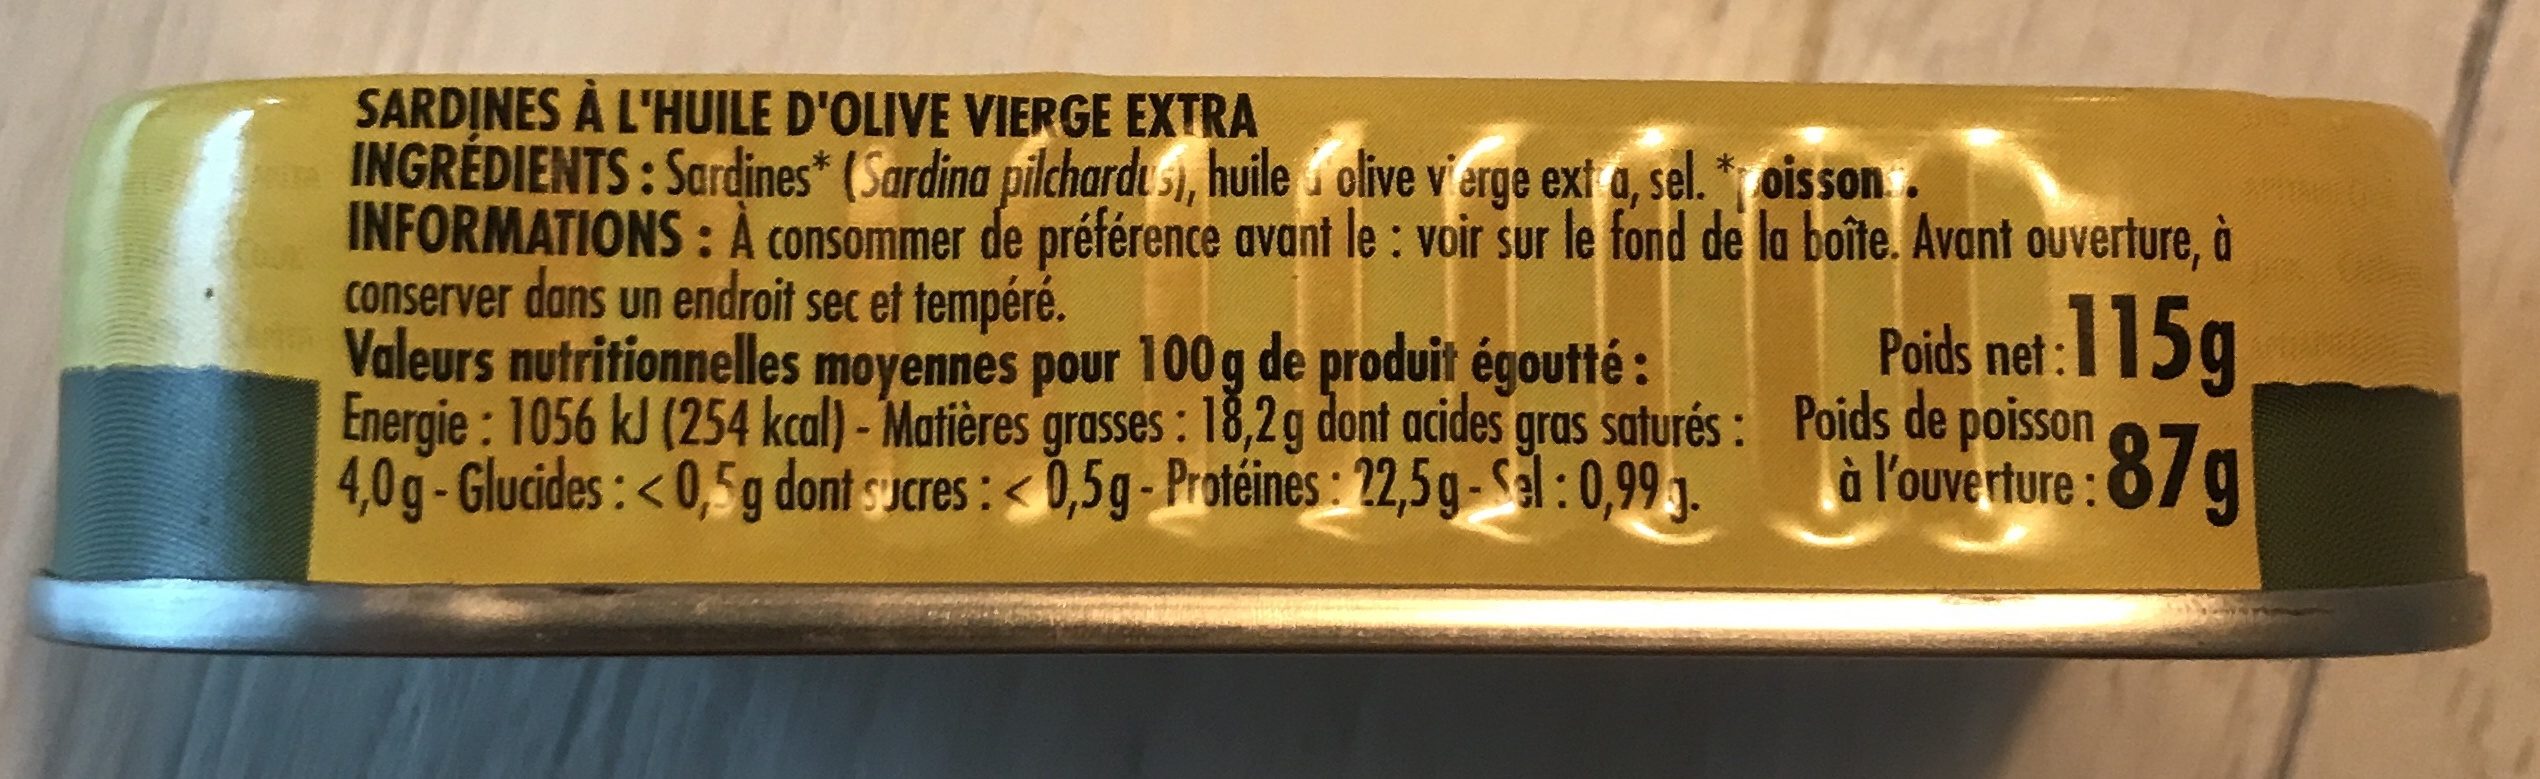 SARDINES À L'HUILE D'OLIVE VIERGE EXTRA
INGRÉDIENTS : Sardines* (Sardina pilchardus), huile d'olive vierge extra, sel. *poissons.
INFORMATIONS : À consommer de préférence avant le : voir sur le fond de la boîte. Avant ouverture, à
conserver dans un endroit sec et tempéré.
Valeurs nutritionnelles moyennes pour 100g de produit égoutté :
Energie : 1056 kJ (254 kcal) - Matières grasses : 18,2g dont acides gras saturés :
4,0g - Glucides : < 0,5g dont sucres : < 0,5g - Protéines : 22,5g - Sel : 0,99g.
Poids net : 115g
Poids de poisson
à l'ouverture : 87g